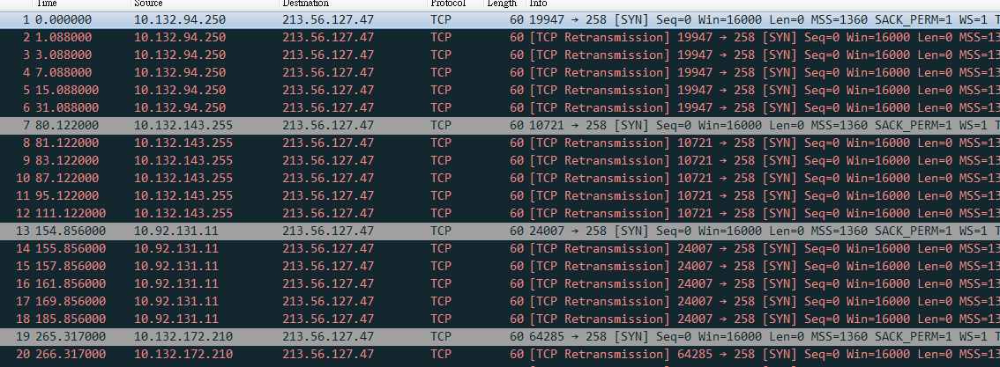 Time Source Destination Protocol Length Info
1 0.000000 10.132.94.250 213.56.127.47 TCP 60 19947 → 258 [SYN] Seq=0 Win=16000 Len=0 MSS=1360 SACK_PERM=1 WS=1 T
2 1.088000 10.132.94.250 213.56.127.47 TCP 60 [TCP Retransmission] 19947 → 258 [SYN] Seq=0 Win=16000 Len=0 MSS=13
3 3.088000 10.132.94.250 213.56.127.47 TCP 60 [TCP Retransmission] 19947 → 258 [SYN] Seq=0 Win=16000 Len=0 MSS=13
4 7.088000 10.132.94.250 213.56.127.47 TCP 60 [TCP Retransmission] 19947 → 258 [SYN] Seq=0 Win=16000 Len=0 MSS=13
5 15.088000 10.132.94.250 213.56.127.47 TCP 60 [TCP Retransmission] 19947 → 258 [SYN] Seq=0 Win=16000 Len=0 MSS=13
6 31.088000 10.132.94.250 213.56.127.47 TCP 60 [TCP Retransmission] 19947 → 258 [SYN] Seq=0 Win=16000 Len=0 MSS=13
7 80.122000 10.132.143.255 213.56.127.47 TCP 60 10721 → 258 [SYN] Seq=0 Win=16000 Len=0 MSS=1360 SACK_PERM=1 WS=1 T
8 81.122000 10.132.143.255 213.56.127.47 TCP 60 [TCP Retransmission] 10721 → 258 [SYN] Seq=0 Win=16000 Len=0 MSS=13
9 83.122000 10.132.143.255 213.56.127.47 TCP 60 [TCP Retransmission] 10721 → 258 [SYN] Seq=0 Win=16000 Len=0 MSS=13
10 87.122000 10.132.143.255 213.56.127.47 TCP 60 [TCP Retransmission] 10721 → 258 [SYN] Seq=0 Win=16000 Len=0 MSS=13
11 95.122000 10.132.143.255 213.56.127.47 TCP 60 [TCP Retransmission] 10721 → 258 [SYN] Seq=0 Win=16000 Len=0 MSS=13
12 111.122000 10.132.143.255 213.56.127.47 TCP 60 [TCP Retransmission] 10721 → 258 [SYN] Seq=0 Win=16000 Len=0 MSS=13
13 154.856000 10.92.131.11 213.56.127.47 TCP 60 24007 → 258 [SYN] Seq=0 Win=16000 Len=0 MSS=1360 SACK_PERM=1 WS=1 T
14 155.856000 10.92.131.11 213.56.127.47 TCP 60 [TCP Retransmission] 24007 → 258 [SYN] Seq=0 Win=16000 Len=0 MSS=13
15 157.856000 10.92.131.11 213.56.127.47 TCP 60 [TCP Retransmission] 24007 → 258 [SYN] Seq=0 Win=16000 Len=0 MSS=13
16 161.856000 10.92.131.11 213.56.127.47 TCP 60 [TCP Retransmission] 24007 → 258 [SYN] Seq=0 Win=16000 Len=0 MSS=13
17 169.856000 10.92.131.11 213.56.127.47 TCP 60 [TCP Retransmission] 24007 → 258 [SYN] Seq=0 Win=16000 Len=0 MSS=13
18 185.856000 10.92.131.11 213.56.127.47 TCP 60 [TCP Retransmission] 24007 → 258 [SYN] Seq=0 Win=16000 Len=0 MSS=13
19 265.317000 10.132.172.210 213.56.127.47 TCP 60 64285 → 258 [SYN] Seq=0 Win=16000 Len=0 MSS=1360 SACK_PERM=1 WS=1 T
20 266.317000 10.132.172.210 213.56.127.47 TCP 60 [TCP Retransmission] 64285 → 258 [SYN] Seq=0 Win=16000 Len=0 MSS=13